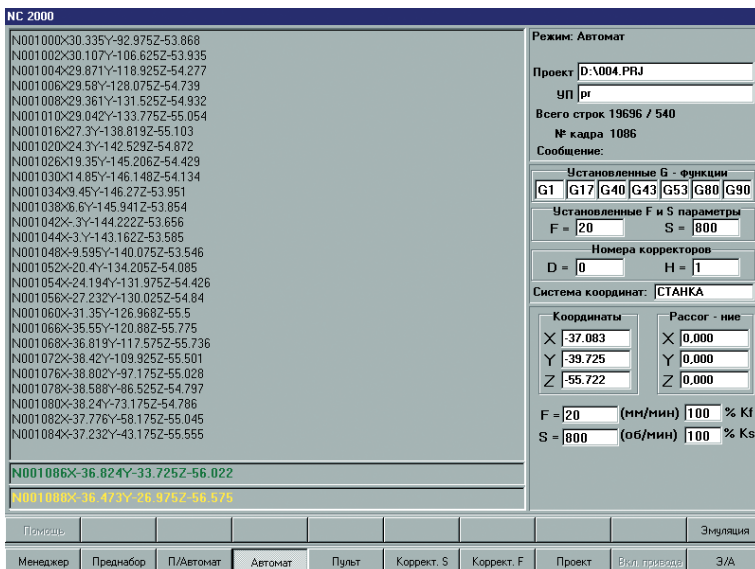 NC 2000
N001000X30.335Y-92.975Z-53.868
N001002X30.107Y-106.625Z-53.935
N001004X29.871Y-118.925Z-54.277
N001006X29.58Y-128.075Z-54.739
N001008X29.361Y-131.525Z-54.932
N001010X29.042Y-133.775Z-55.054
N001016X27.3Y-138.819Z-55.103
N001020X24.3Y-142.529Z-54.872
N001026X19.35Y-145.206Z-54.429
N001030X14.85Y-146.148Z-54.134
N001034X9.45Y-146.27Z-53.951
N001038X6.6Y-145.941Z-53.854
N001042X-.3Y-144.222Z-53.656
N001044X-3.Y-143.162Z-53.585
N001048X-9.595Y-140.075Z-53.546
N001052X-20.4Y-134.205Z-54.085
N001054X-24.194Y-131.975Z-54.426
N001056X-27.232Y-130.025Z-54.84
N001060X-31.35Y-126.968Z-55.5
N001066X-35.55Y-120.88Z-55.775
N001068X-36.819Y-117.575Z-55.736
N001072X-38.42Y-109.925Z-55.501
N001076X-38.802Y-97.175Z-55.028
N001078X-38.588Y-86.525Z-54.797
N001080X-38.24Y-73.175Z-54.786
N001082X-37.776Y-58.175Z-55.045
N001084X-37.232Y-43.175Z-55.555
N001086X-36.824Y-33.725Z-56.022
N001088X-36.473Y-26.975Z-56.575
Режим: Автомат
Проект D:\004.PRJ
УП pr
Всего строк 19696 / 540
№ кадра 1086
Сообщение:
Установленные G - функции
G1 G17 G40 G43 G53 G80 G90
Установленные F и S параметры
F = 20 S = 800
Номера корректоров
D = 0 H = 1
Система координат: СТАНКА
Координаты Рассог - ние
X -37.083 X 0,000
Y -39.725 Y 0,000
Z -55.722 Z 0,000
F = 20 (мм/мин) 100 % Kf
S = 800 (об/мин) 100 % Ks
Помощь Эмуляция
Менеджер Преднабор П/Автомат Автомат Пульт Коррект. S Коррект. F Проект Вкл. привода Э/А